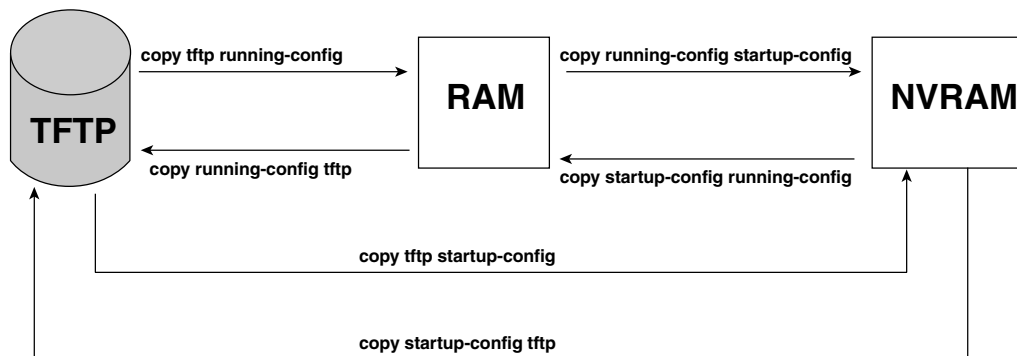 copy tftp running-config
copy running-config startup-config
TFTP
RAM
NVRAM
copy running-config tftp
copy startup-config running-config
copy tftp startup-config
copy startup-config tftp